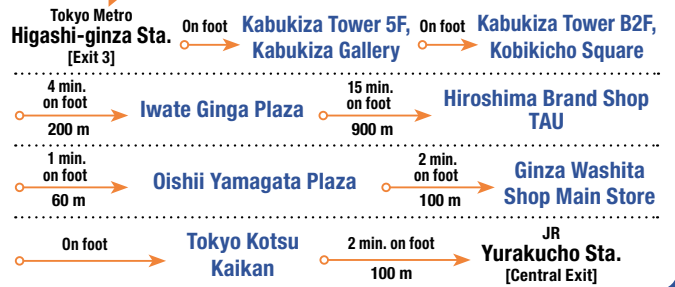 Tokyo Metro
Higashi-ginza Sta.
[Exit 3]
On foot
Kabukiza Tower 5F,
Kabukiza Gallery
On foot
Kabukiza Tower B2F,
Kobikicho Square
4 min.
on foot
200 m
Iwate Ginga Plaza
15 min.
on foot
900 m
Hiroshima Brand Shop
TAU
1 min.
on foot
60 m
Oishii Yamagata Plaza
2 min.
on foot
100 m
Ginza Washita
Shop Main Store
On foot
Tokyo Kotsu
Kaikan
2 min. on foot
100 m
JR
Yurakucho Sta.
[Central Exit]